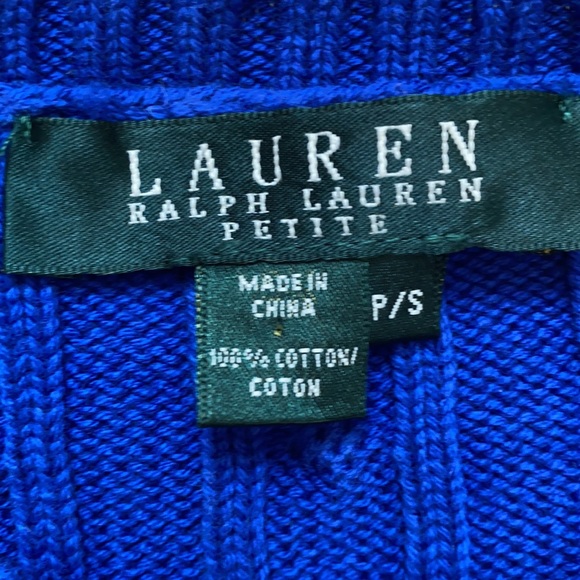 LAUREN
RALPH LAUREN
PETITE
MADE IN
CHINA
P/S
100% COTTON/
COTON